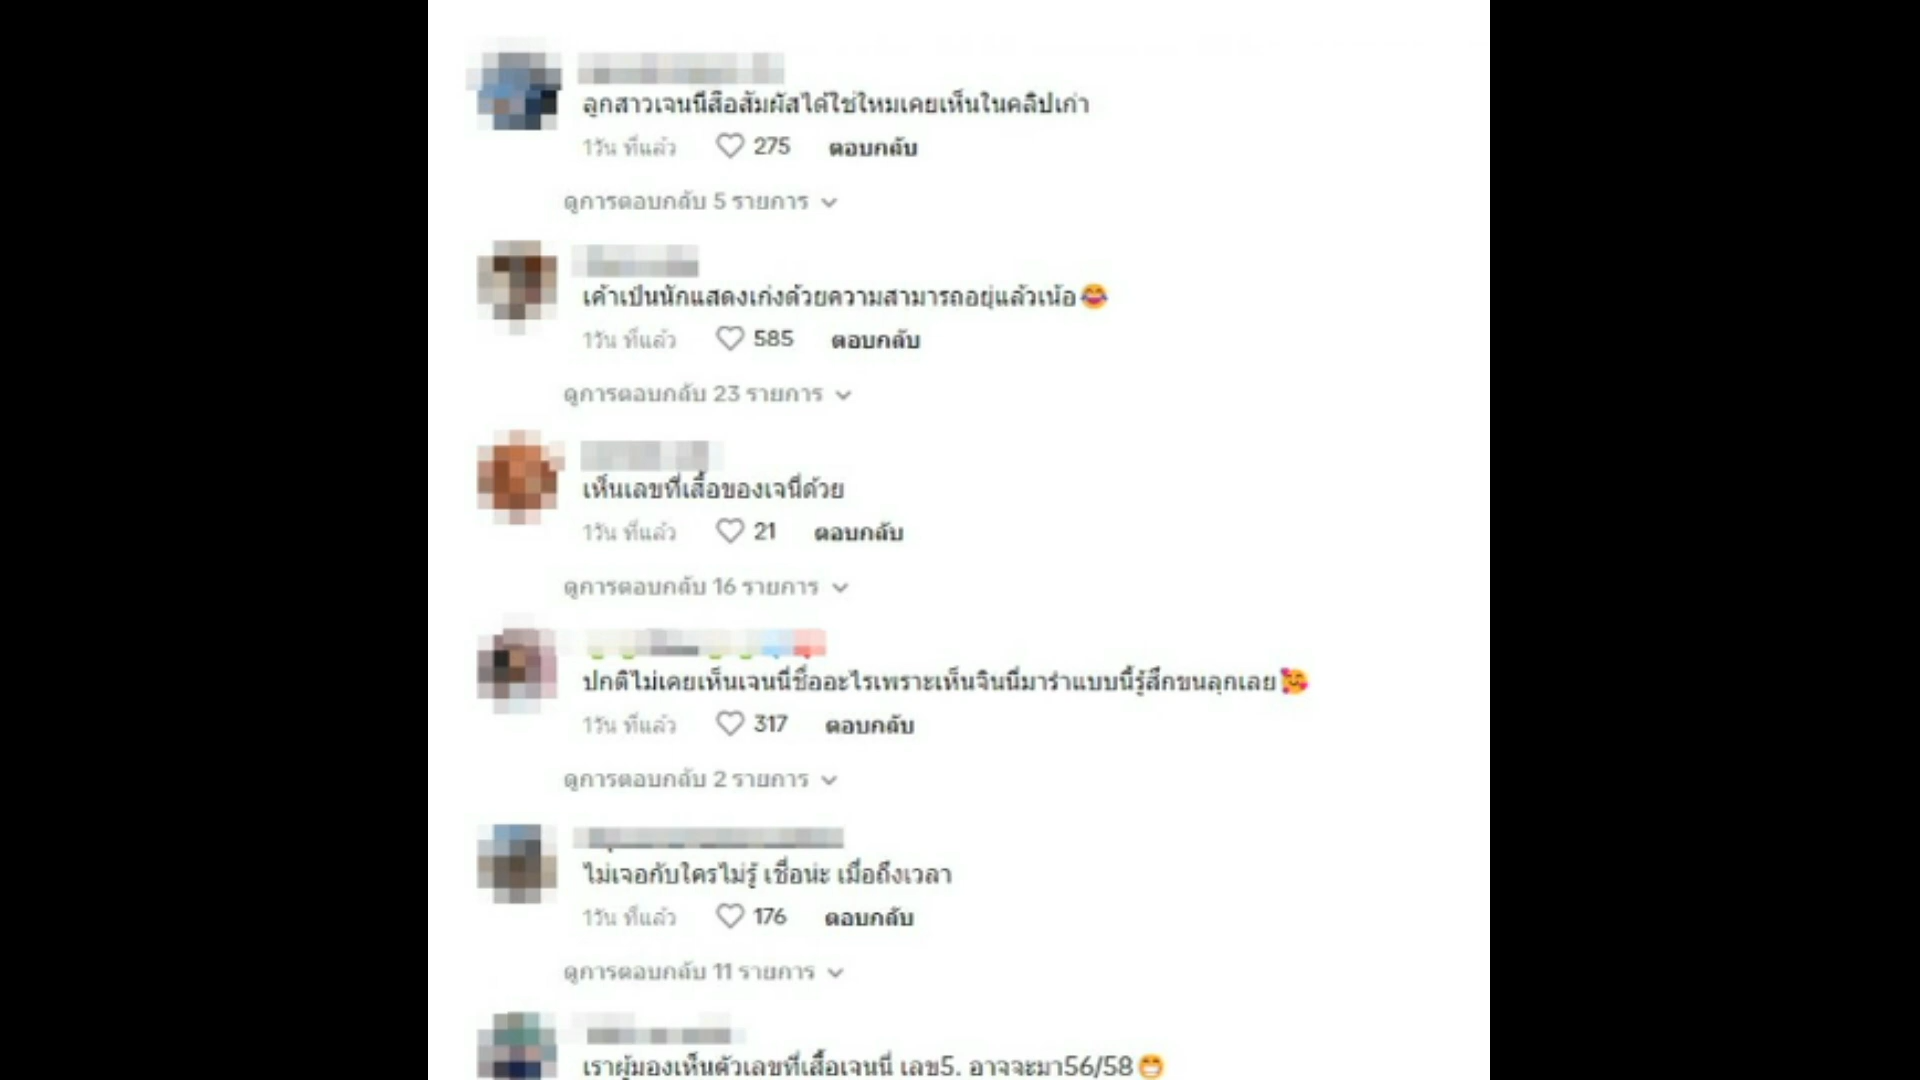 ลูกสาวเจนนี่สื่อสัมผัสได้ใช่ไหมเคยเห็นในคลิปเก่า
1วัน ที่แล้ว 275 ตอบกลับ
ดูการตอบกลับ 5 รายการ
เค้าเป็นนักแสดงเก่งด้วยความสามารถอยุ่แล้วเน้อ😂
1วัน ที่แล้ว 585 ตอบกลับ
ดูการตอบกลับ 23 รายการ
เห็นเลขที่เสื้อของเจนี่ด้วย
1วัน ที่แล้ว 21 ตอบกลับ
ดูการตอบกลับ 16 รายการ
ปกติไม่เคยเห็นเจนนี่ชื่ออะไรเพราะเห็นจินนี่มารำแบบนี้รู้สึกขนลุกเลย🥰
1วัน ที่แล้ว 317 ตอบกลับ
ดูการตอบกลับ 2 รายการ
ไม่เจอกับใครไม่รู้ เชื่อน่ะ เมื่อถึงเวลา
1วัน ที่แล้ว 176 ตอบกลับ
ดูการตอบกลับ 11 รายการ
เราผุ้มองเห็นตัวเลขที่เสื้อเจนนี่ เลข5. อาจจะมา56/58😁